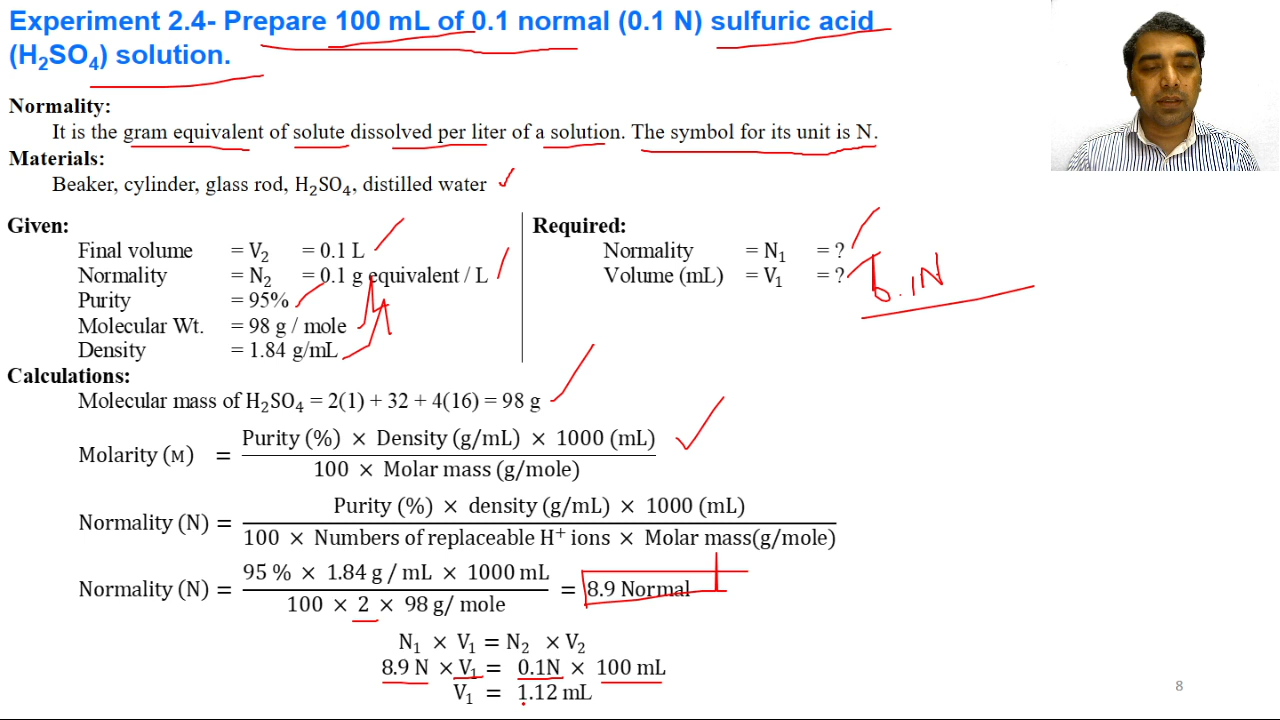 Experiment 2.4- Prepare 100 mL of 0.1 normal (0.1 N) sulfuric acid
(H₂SO₄) solution.
Normality:
It is the gram equivalent of solute dissolved per liter of a solution. The symbol for its unit is N.
Materials:
Beaker, cylinder, glass rod, H₂SO₄, distilled water
Given:
Final volume = V₂ = 0.1 L
Normality = N₂ = 0.1 g equivalent / L
Purity = 95%
Molecular Wt. = 98 g / mole
Density = 1.84 g/mL
Required:
Normality = N₁ = ?
Volume (mL) = V₁ = ?
0.1N
Calculations:
Molecular mass of H₂SO₄ = 2(1) + 32 + 4(16) = 98 g
Purity (%) × Density (g/mL) × 1000 (mL)
Molarity (M) =
100 × Molar mass (g/mole)
Purity (%) × density (g/mL) × 1000 (mL)
Normality (N) =
100 × Numbers of replaceable H⁺ ions × Molar mass(g/mole)
95 % × 1.84 g / mL × 1000 mL
Normality (N) = = 8.9 Normal
100 × 2 × 98 g/ mole
N₁ × V₁ = N₂ × V₂
8.9 N × V₁ = 0.1N × 100 mL
V₁ = 1.12 mL
8